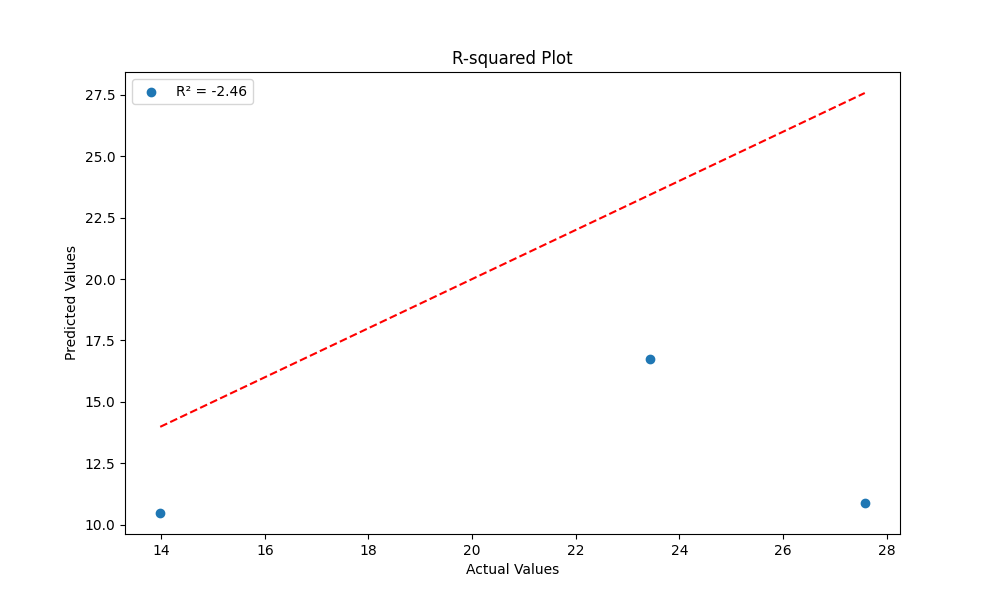 R-squared Plot
R² = -2.46
27.5
25.0
22.5
20.0
17.5
15.0
12.5
10.0
Predicted Values
14 16 18 20 22 24 26 28
Actual Values